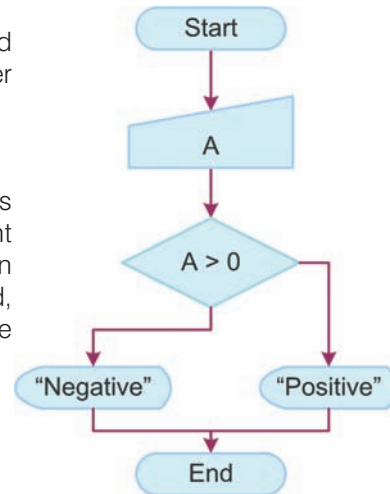 Start
A
A > 0
“Negative” “Positive”
End